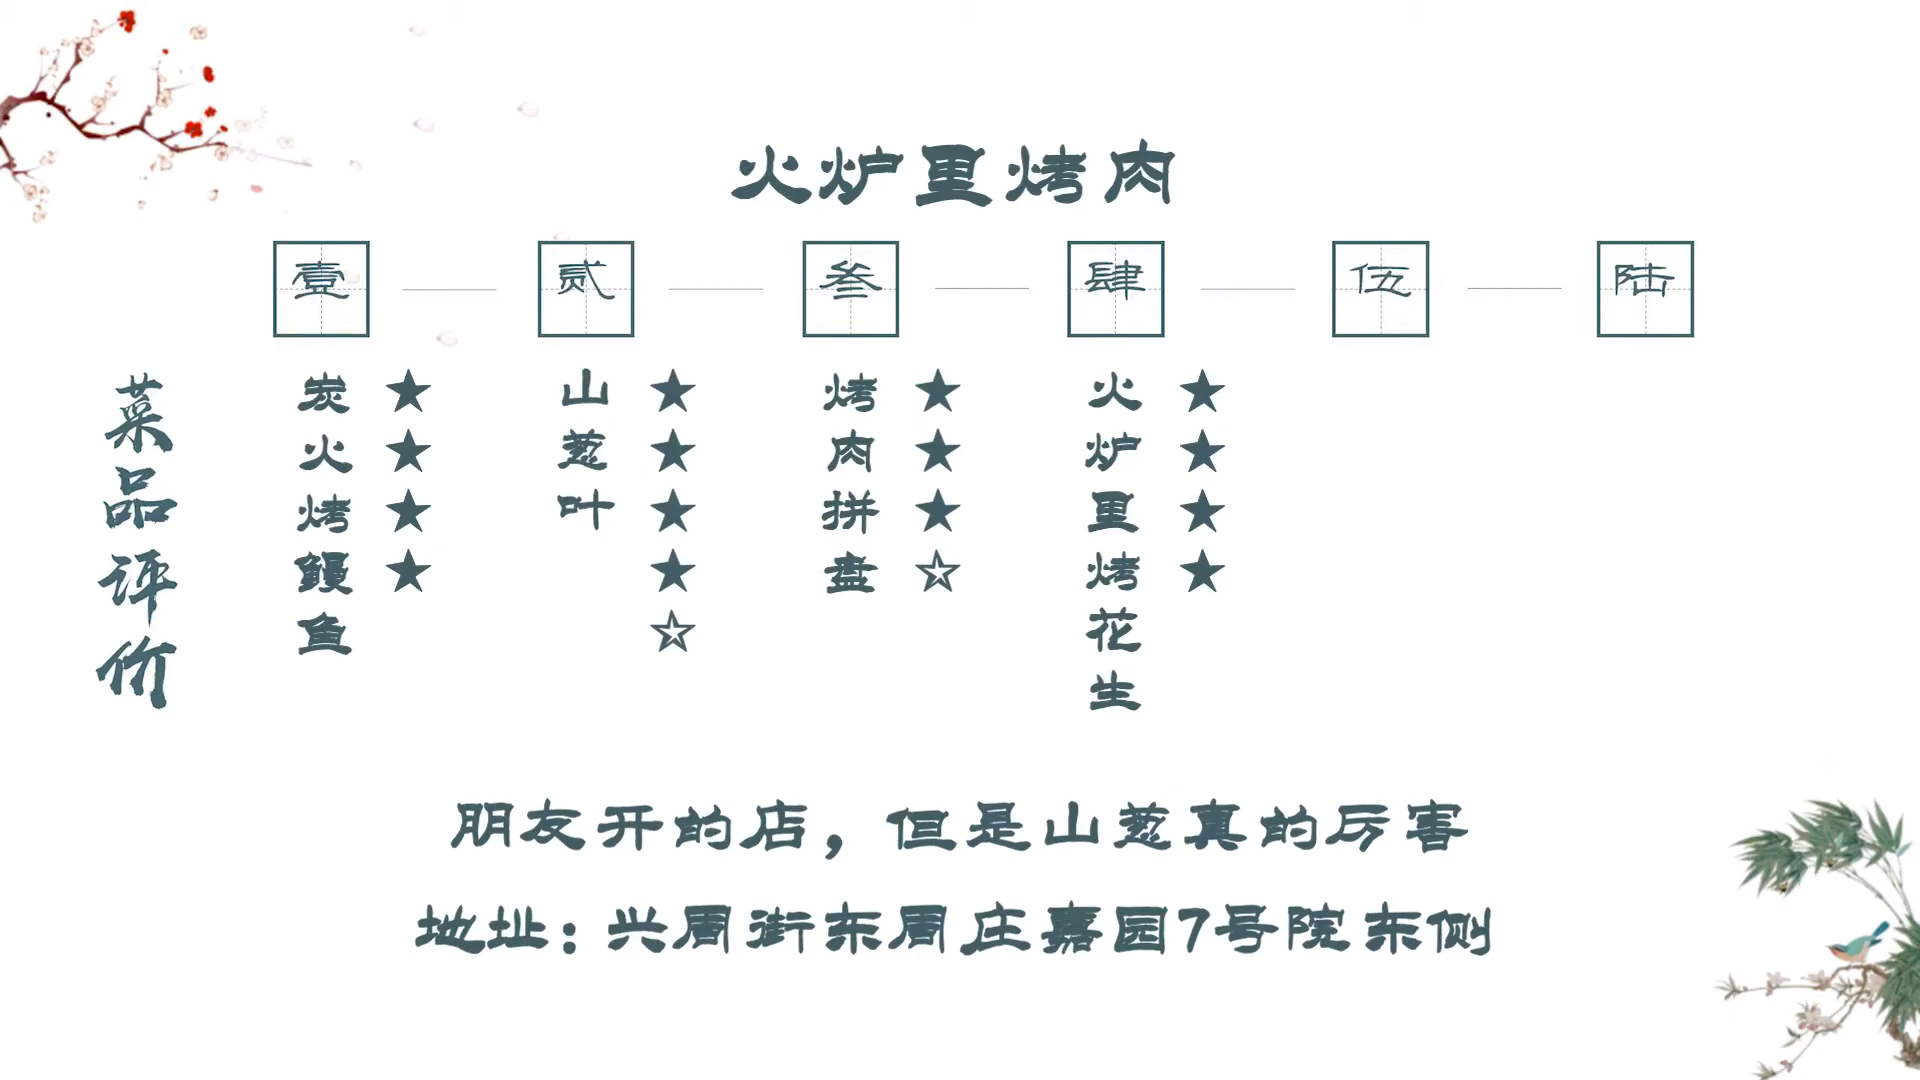 火炉里烤肉
壹
贰
叁
肆
伍
陆
菜品评价
炭火烤鳗鱼
★★★★
山葱叶
★★★★☆
烤肉拼盘
★★★☆
火炉里烤花生
★★★★
朋友开的店，但是山葱真的厉害
地址：兴周街东周庄嘉园7号院东侧